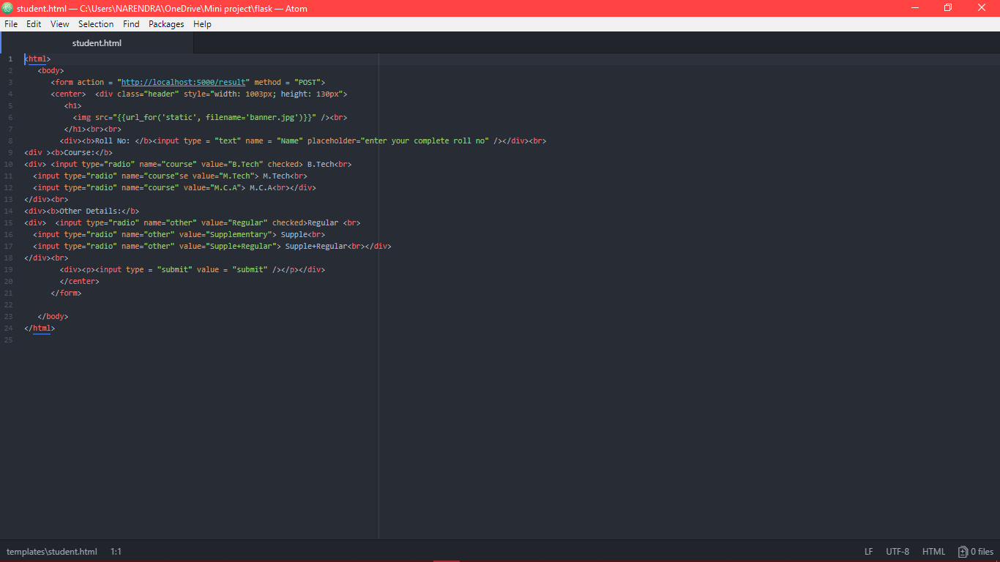 student.html — C:\Users\NARENDRA\OneDrive\Mini project\flask — Atom
File Edit View Selection Find Packages Help
student.html
1 <html>
2 <body>
3 <form action = "http://localhost:5000/result" method = "POST">
4 <center> <div class="header" style="width: 1003px; height: 130px">
5 <h1>
6 <img src="{{url_for('static', filename='banner.jpg')}}" /><br>
7 </h1><br><br>
8 <div><b>Roll No: </b><input type = "text" name = "Name" placeholder="enter your complete roll no" /></div><br>
9 <div ><b>Course:</b>
10 <div> <input type="radio" name="course" value="B.Tech" checked> B.Tech<br>
11 <input type="radio" name="course"se value="M.Tech"> M.Tech<br>
12 <input type="radio" name="course" value="M.C.A"> M.C.A<br></div>
13 </div><br>
14 <div><b>Other Details:</b>
15 <div> <input type="radio" name="other" value="Regular" checked>Regular <br>
16 <input type="radio" name="other" value="Supplementary"> Supple<br>
17 <input type="radio" name="other" value="Supple+Regular"> Supple+Regular<br></div>
18 </div><br>
19 <div><p><input type = "submit" value = "submit" /></p></div>
20 </center>
21 </form>
22
23 </body>
24 </html>
25
templates\student.html 1:1 LF UTF-8 HTML 0 files